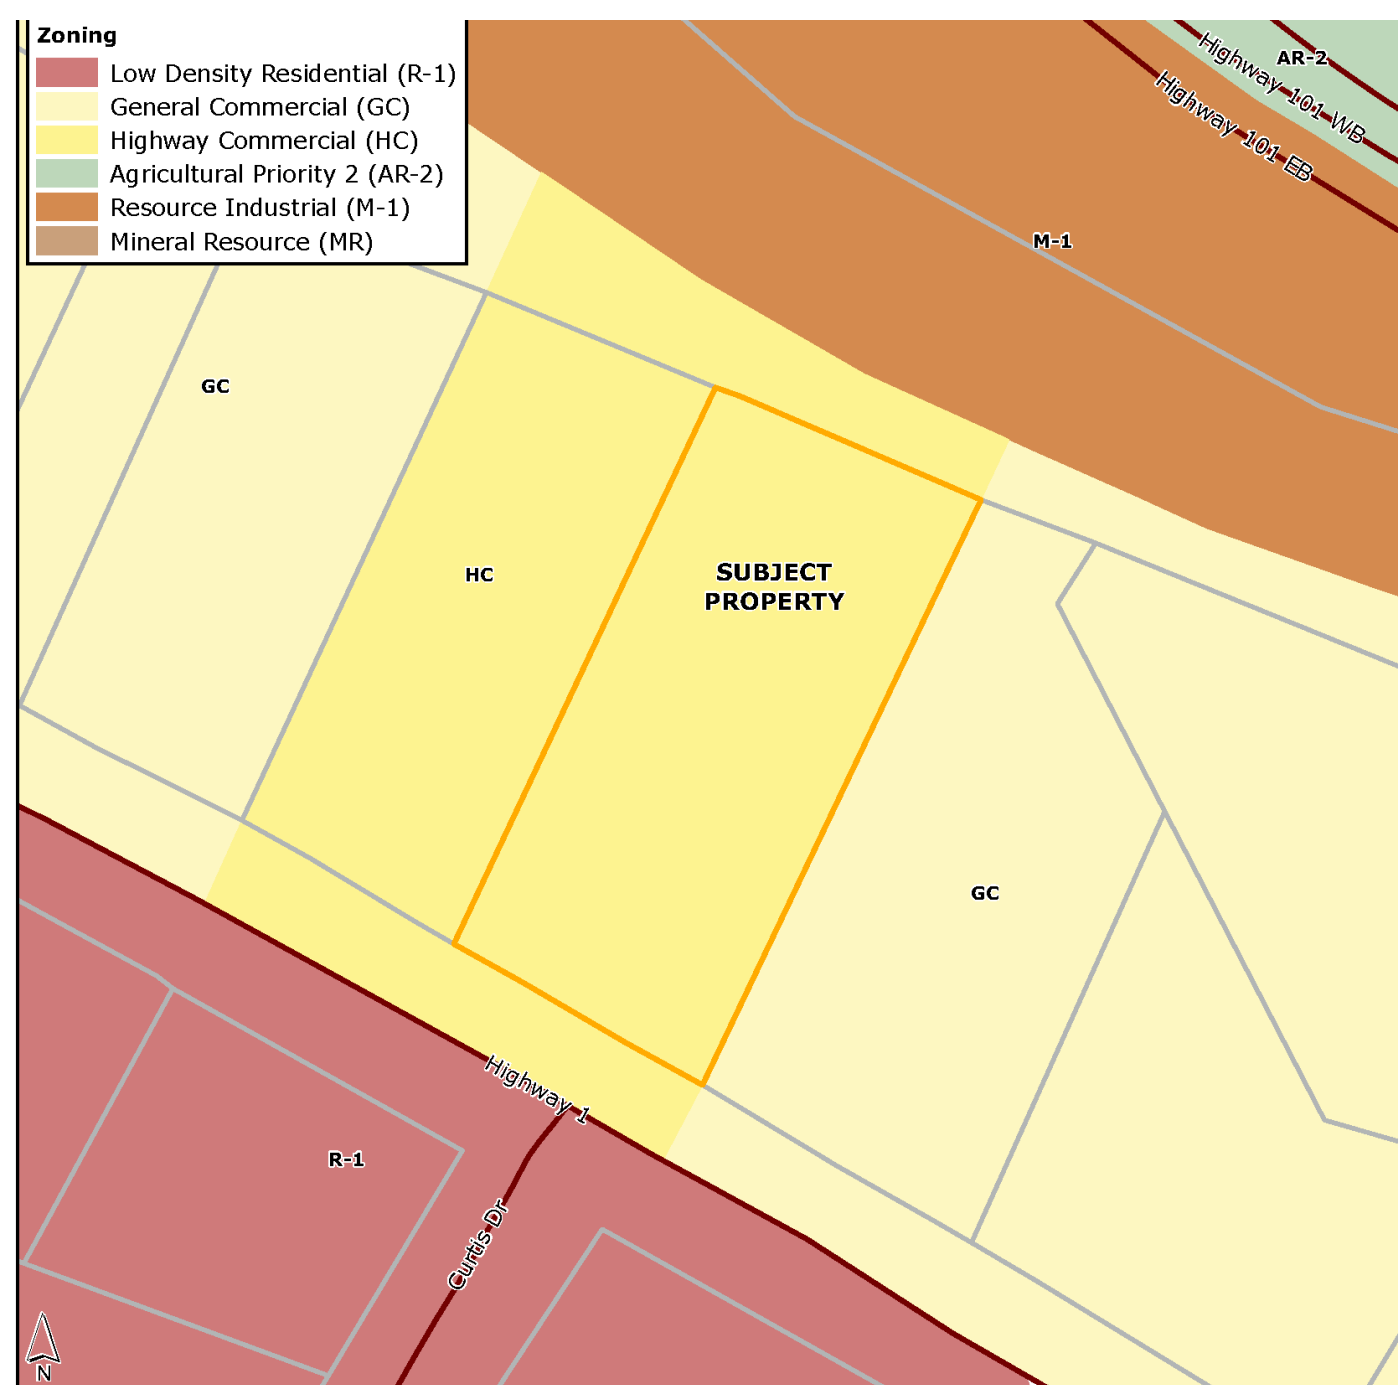 Zoning
Low Density Residential (R-1)
General Commercial (GC)
Highway Commercial (HC)
Agricultural Priority 2 (AR-2)
Resource Industrial (M-1)
Mineral Resource (MR)
AR-2
Highway 101 WB
Highway 101 EB
M-1
GC
HC
SUBJECT
PROPERTY
GC
Highway 1
R-1
Curtis Dr
N